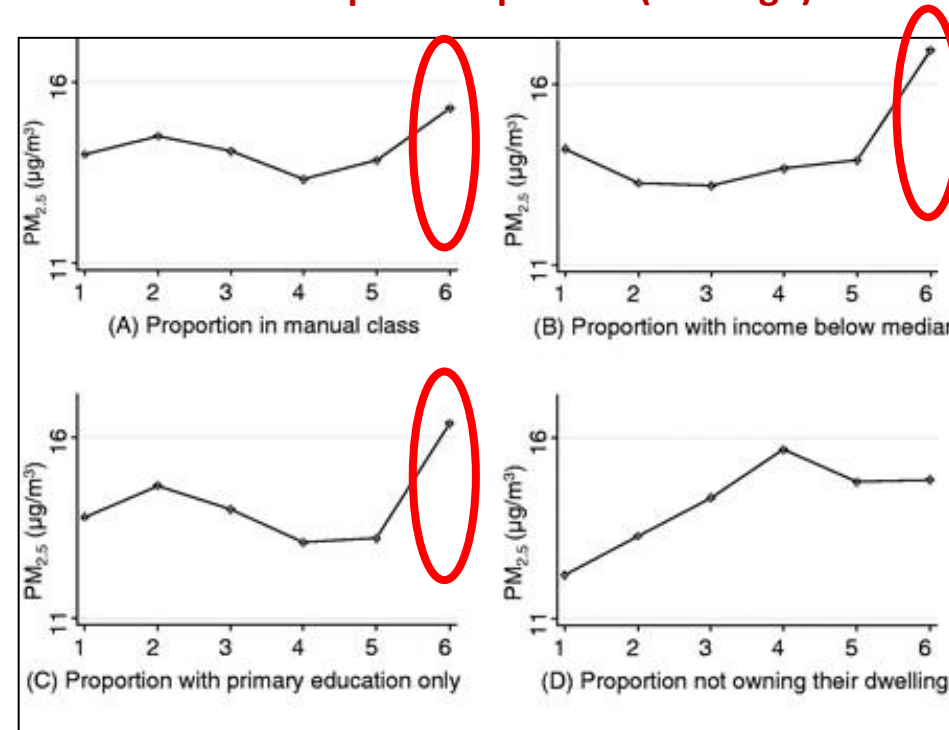 16
PM2.5 (µg/m³)
11
1 2 3 4 5 6
(A) Proportion in manual class
16
PM2.5 (µg/m³)
11
1 2 3 4 5 6
(B) Proportion with income below median
16
PM2.5 (µg/m³)
11
1 2 3 4 5 6
(C) Proportion with primary education only
16
PM2.5 (µg/m³)
11
1 2 3 4 5 6
(D) Proportion not owning their dwelling